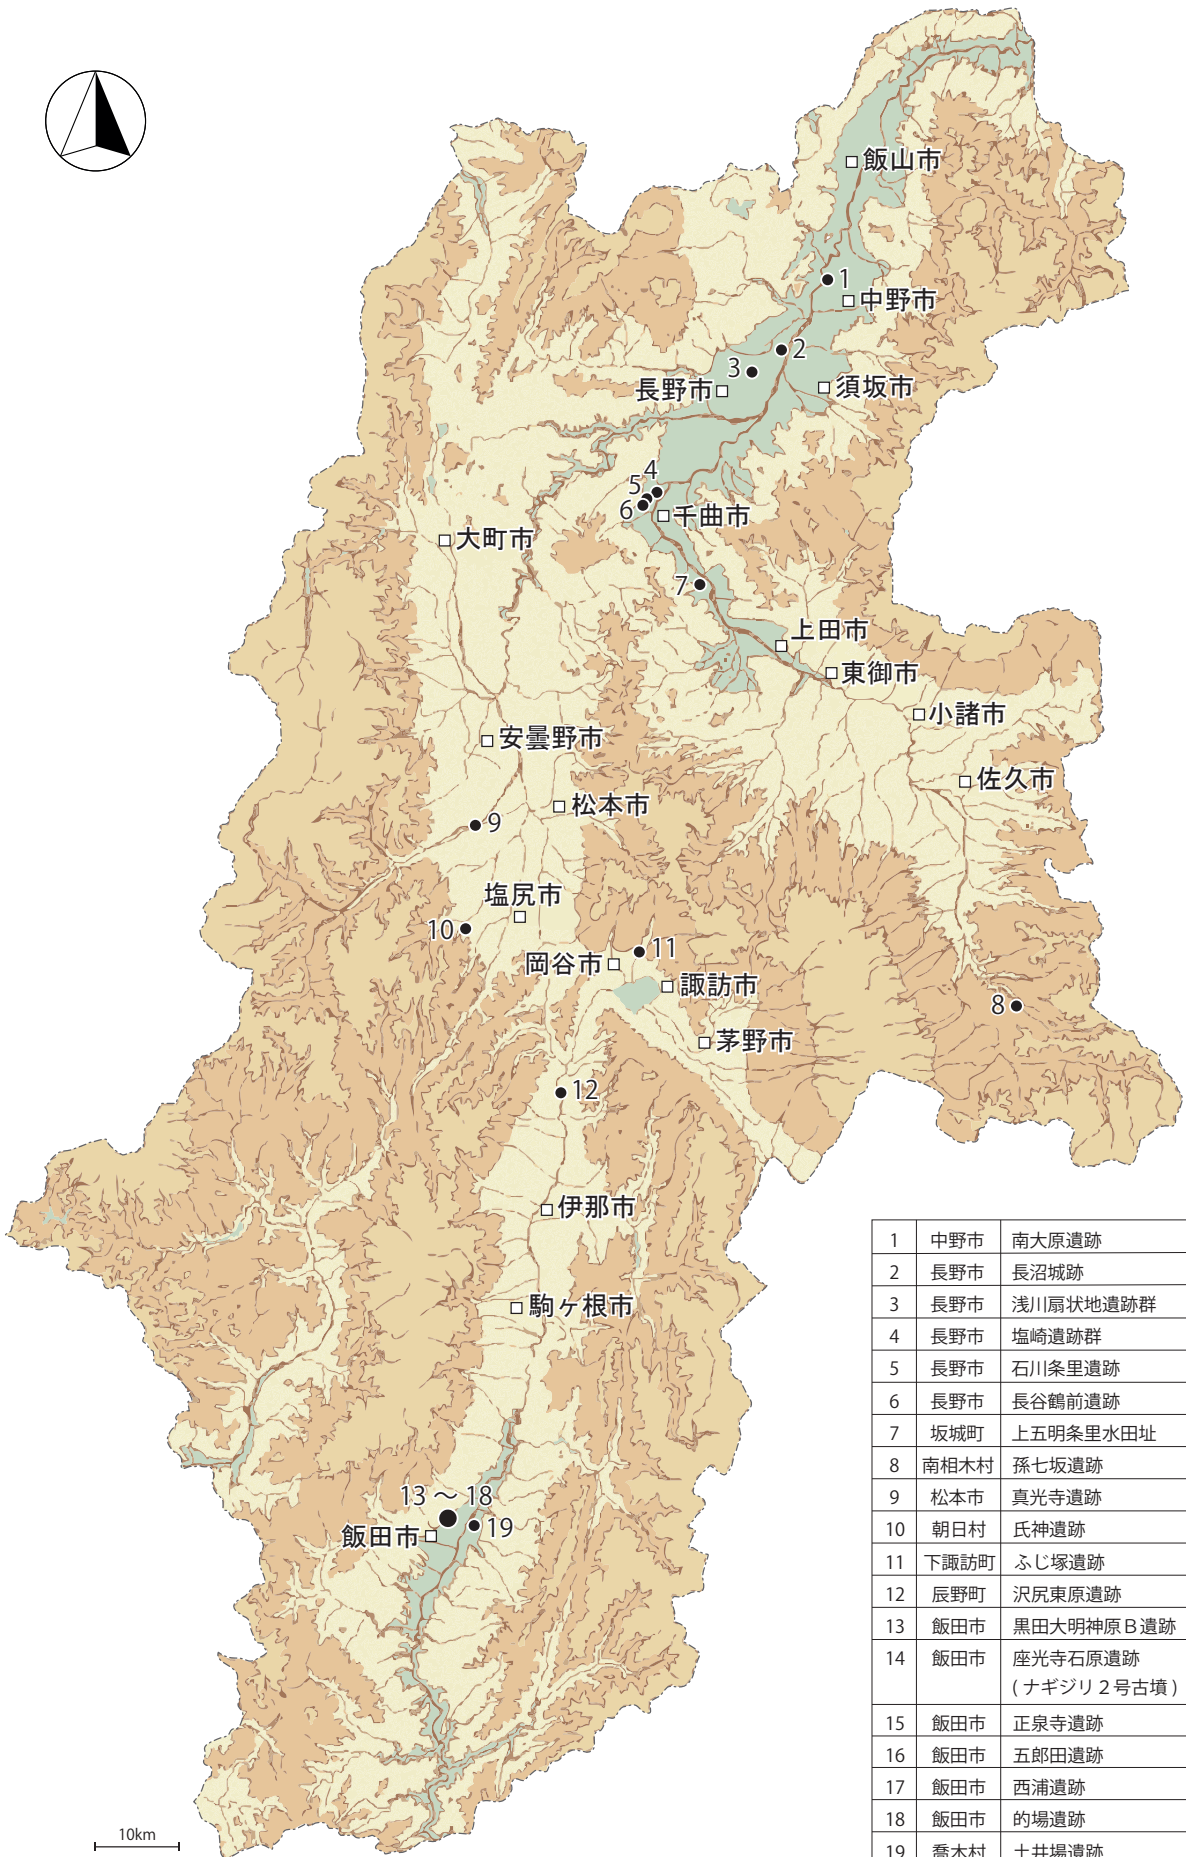 飯山市
1
中野市
2
3
長野市
須坂市
4
5
6
千曲市
大町市
7
上田市
東御市
小諸市
安曇野市
佐久市
松本市
9
塩尻市
10
11
岡谷市
諏訪市
8
茅野市
12
伊那市
駒ヶ根市
13 ～ 18
19
飯田市
10km
1 中野市 南大原遺跡
2 長野市 長沼城跡
3 長野市 浅川扇状地遺跡群
4 長野市 塩崎遺跡群
5 長野市 石川条里遺跡
6 長野市 長谷鶴前遺跡
7 坂城町 上五明条里水田址
8 南相木村 孫七坂遺跡
9 松本市 真光寺遺跡
10 朝日村 氏神遺跡
11 下諏訪町 ふじ塚遺跡
12 辰野町 沢尻東原遺跡
13 飯田市 黒田大明神原Ｂ遺跡
14 飯田市 座光寺石原遺跡
( ナギジリ２号古墳 )
15 飯田市 正泉寺遺跡
16 飯田市 五郎田遺跡
17 飯田市 西浦遺跡
18 飯田市 的場遺跡
19 喬木村 土井場遺跡